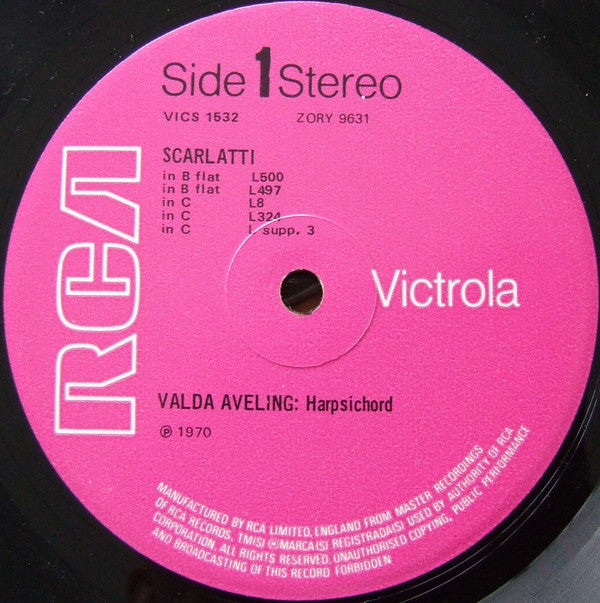 Side 1 Stereo
VICS 1532 ZORY 9631
SCARLATTI
in B flat L500
in B flat L497
in C L8
in C L324
in C L supp. 3
RCA
Victrola
VALDA AVELING: Harpsichord
℗ 1970
MANUFACTURED BY RCA LIMITED, ENGLAND FROM MASTER RECORDINGS
OF RCA RECORDS, TM(S) ® MARCA(S) REGISTRADA(S) USED BY AUTHORITY OF RCA
CORPORATION. ALL RIGHTS RESERVED. UNAUTHORISED COPYING, PUBLIC PERFORMANCE
AND BROADCASTING OF THIS RECORD FORBIDDEN